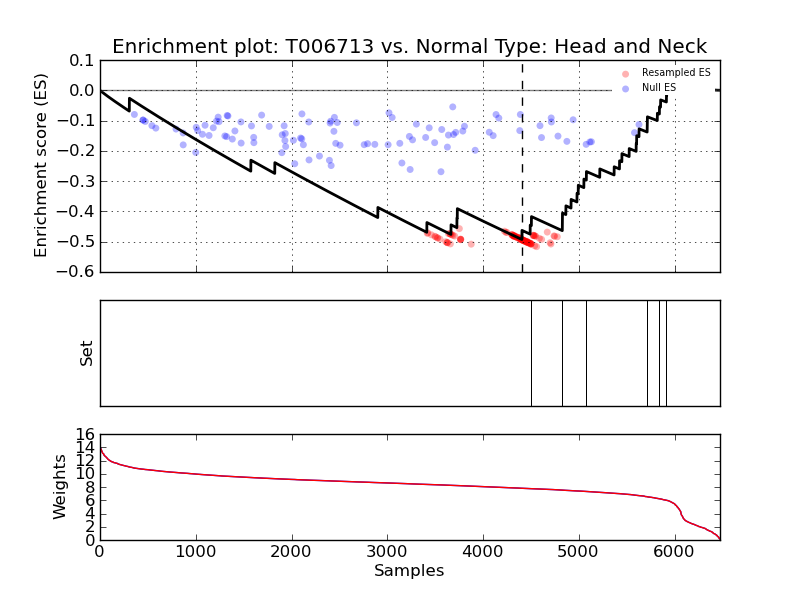 Enrichment plot: T006713 vs. Normal Type: Head and Neck
Enrichment score (ES)
0.1
0.0
−0.1
−0.2
−0.3
−0.4
−0.5
−0.6
Resampled ES
Null ES
Set
Weights
16
14
12
10
8
6
4
2
0
0 1000 2000 3000 4000 5000 6000
Samples